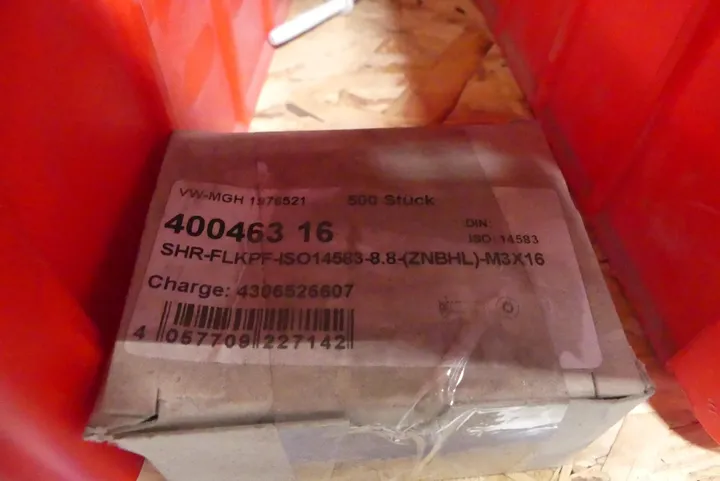 VW-MGH 1976521 500 Stück
400463 16
DIN:
ISO: 14583
SHR-FLKPF-ISO14583-8.8-(ZNBHL)-M3X16
Charge: 4306526607
4 057709 227142